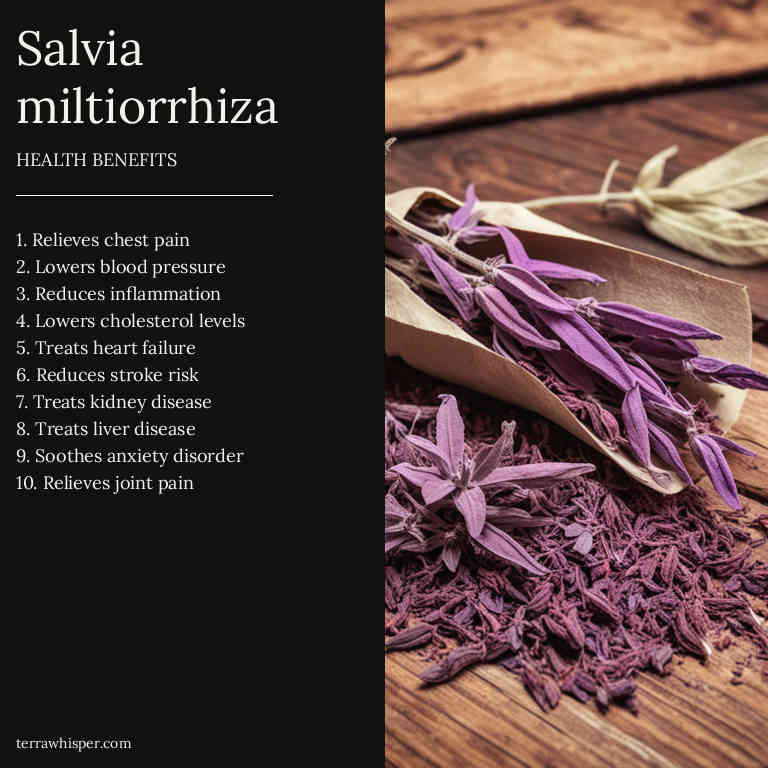 Salvia
miltiorrhiza
HEALTH BENEFITS
1. Relieves chest pain
2. Lowers blood pressure
3. Reduces inflammation
4. Lowers cholesterol levels
5. Treats heart failure
6. Reduces stroke risk
7. Treats kidney disease
8. Treats liver disease
9. Soothes anxiety disorder
10. Relieves joint pain
terrawhisper.com